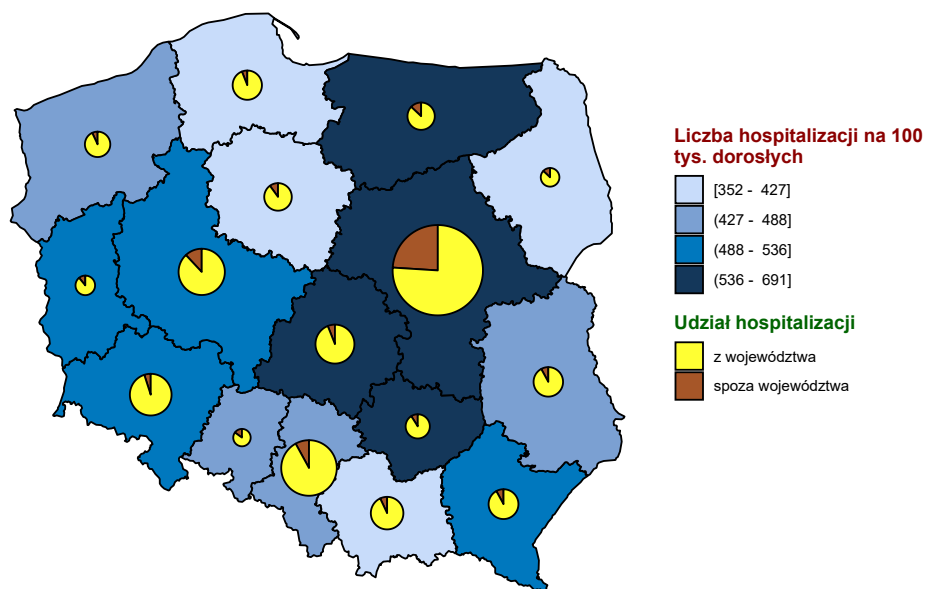 Liczba hospitalizacji na 100
tys. dorosłych
[352 - 427]
(427 - 488]
(488 - 536]
(536 - 691]
Udział hospitalizacji
z województwa
spoza województwa